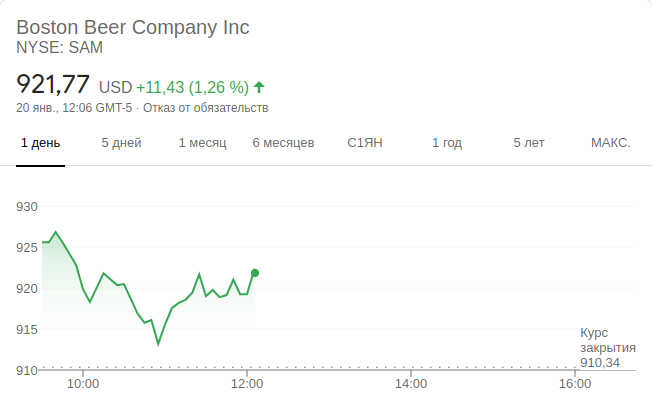 Boston Beer Company Inc
NYSE: SAM
921,77 USD +11,43 (1,26 %)
20 янв., 12:06 GMT-5 · Отказ от обязательств
1 день 5 дней 1 месяц 6 месяцев С1ЯН 1 год 5 лет МАКС.
930
925
920
915
Курс
закрытия
910,34
910
10:00 12:00 14:00 16:00